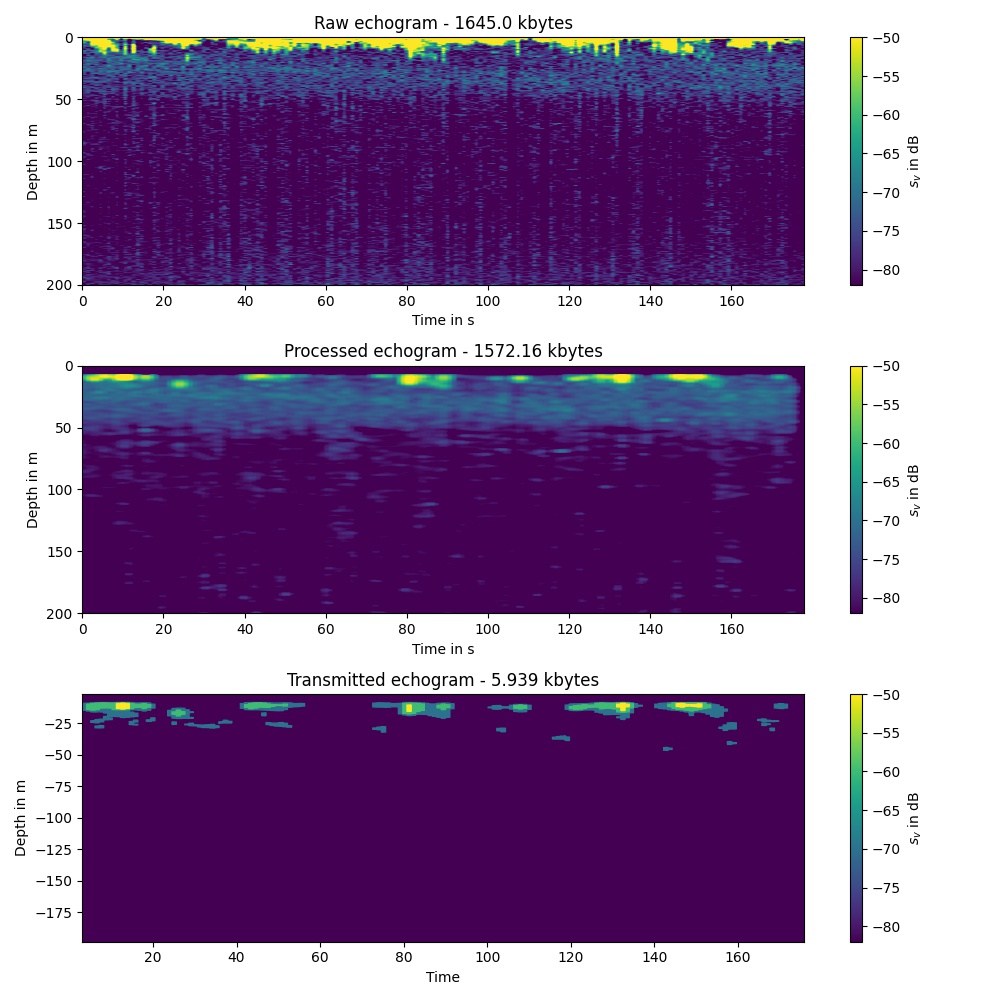 Raw echogram - 1645.0 kbytes
0
50
100
150
200
Depth in m
0 20 40 60 80 100 120 140 160
Time in s
−50
−55
−60
−65
−70
−75
−80
sv in dB
Processed echogram - 1572.16 kbytes
0
50
100
150
200
Depth in m
0 20 40 60 80 100 120 140 160
Time in s
−50
−55
−60
−65
−70
−75
−80
sv in dB
Transmitted echogram - 5.939 kbytes
−25
−50
−75
−100
−125
−150
−175
Depth in m
20 40 60 80 100 120 140 160
Time
−50
−55
−60
−65
−70
−75
−80
sv in dB